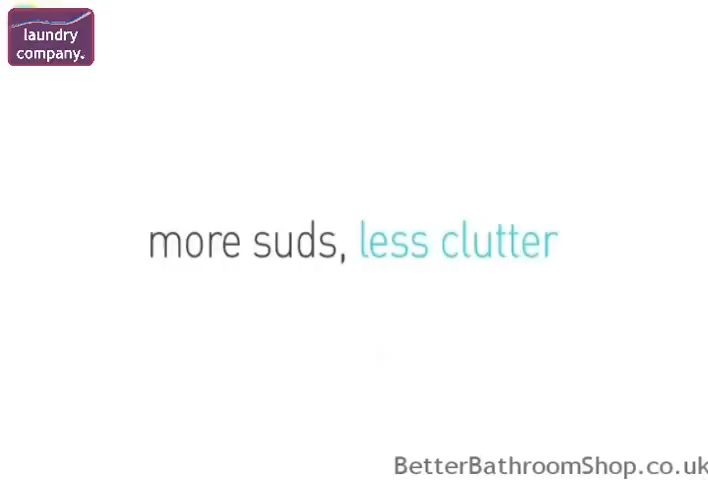 laundry
company.
more suds, less clutter
BetterBathroomShop.co.uk